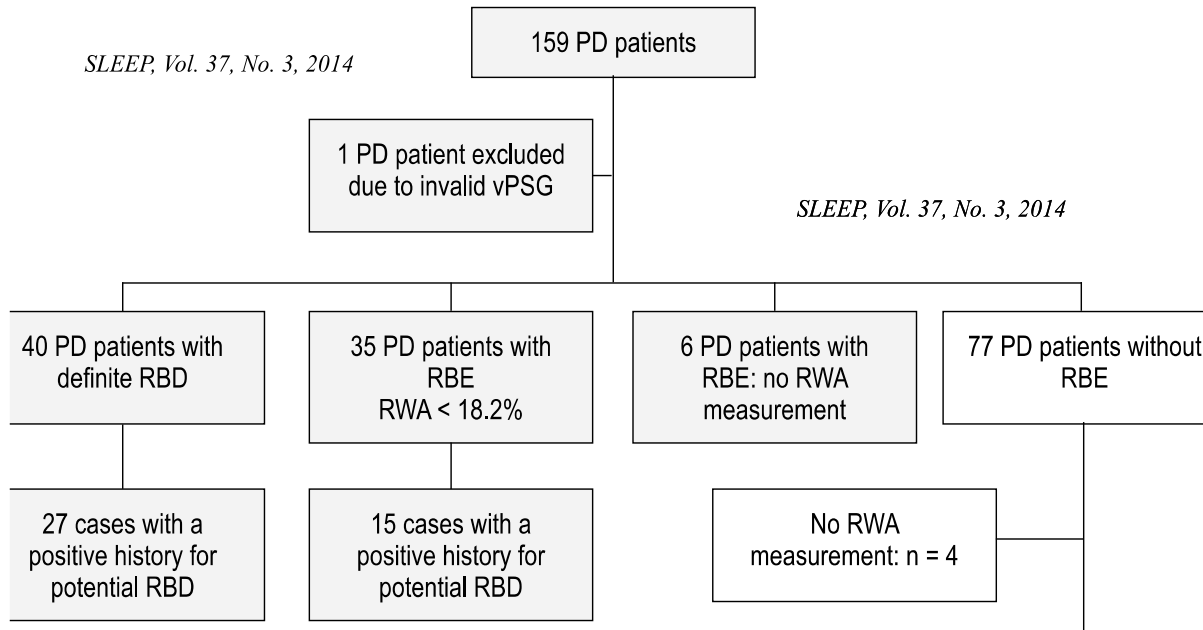 159 PD patients
SLEEP, Vol. 37, No. 3, 2014
1 PD patient excluded
due to invalid vPSG
SLEEP, Vol. 37, No. 3, 2014
40 PD patients with
definite RBD
35 PD patients with
RBE
RWA < 18.2%
6 PD patients with
RBE: no RWA
measurement
77 PD patients without
RBE
27 cases with a
positive history for
potential RBD
15 cases with a
positive history for
potential RBD
No RWA
measurement: n = 4